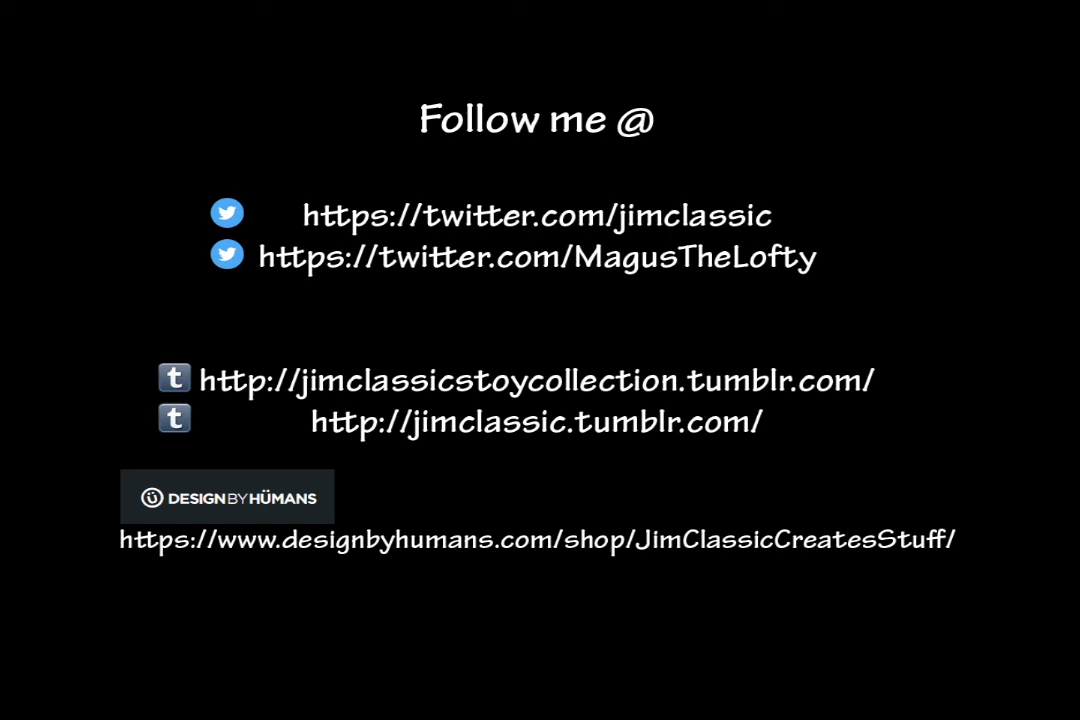 Follow me @
https://twitter.com/jimclassic
https://twitter.com/MagusTheLofty
t http://jimclassicstoycollection.tumblr.com/
t http://jimclassic.tumblr.com/
ü DESIGNBYHÜMANS
https://www.designbyhumans.com/shop/JimClassicCreatesStuff/